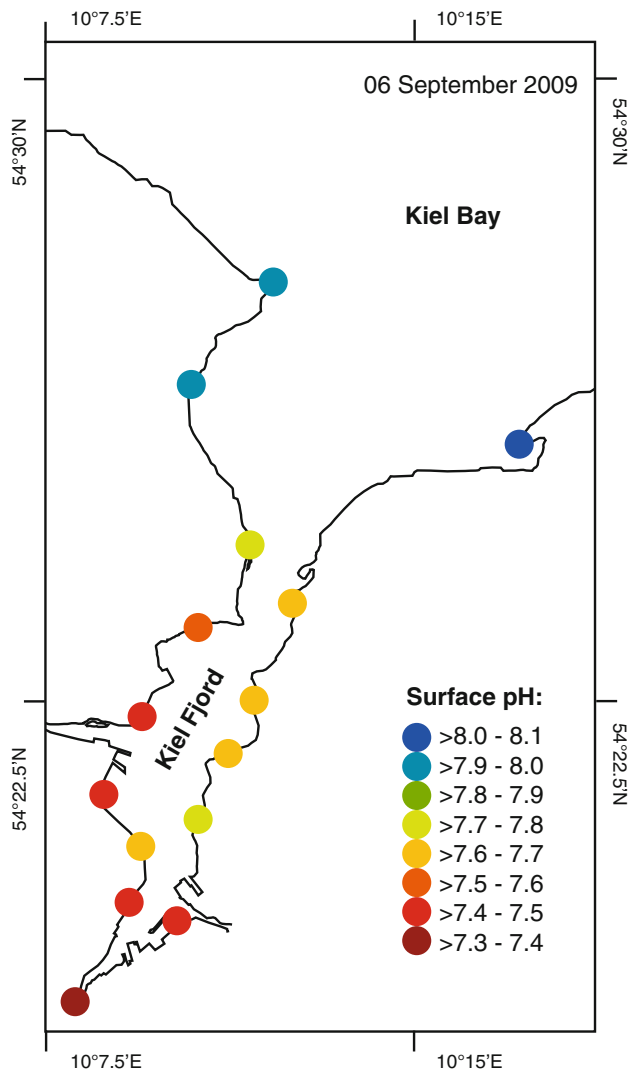 10°7.5'E 10°15'E
06 September 2009
54°30'N
54°30'N
Kiel Bay
Kiel Fjord
Surface pH:
>8.0 - 8.1
>7.9 - 8.0
>7.8 - 7.9
>7.7 - 7.8
>7.6 - 7.7
>7.5 - 7.6
>7.4 - 7.5
>7.3 - 7.4
54°22.5'N
54°22.5'N
10°7.5'E 10°15'E